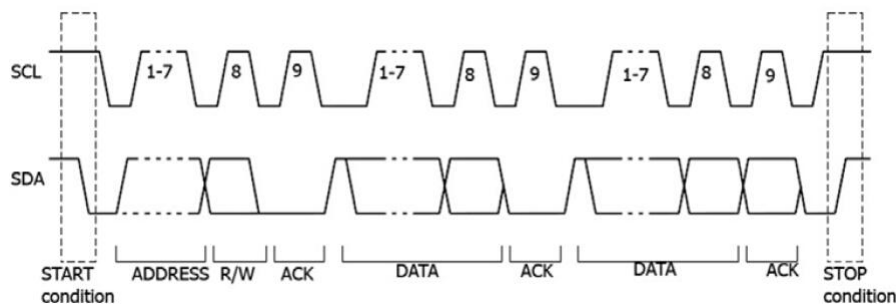 SCL
1-7
8
9
1-7
8
9
1-7
8
9
SDA
START
condition
ADDRESS
R/W
ACK
DATA
ACK
DATA
ACK
STOP
condition